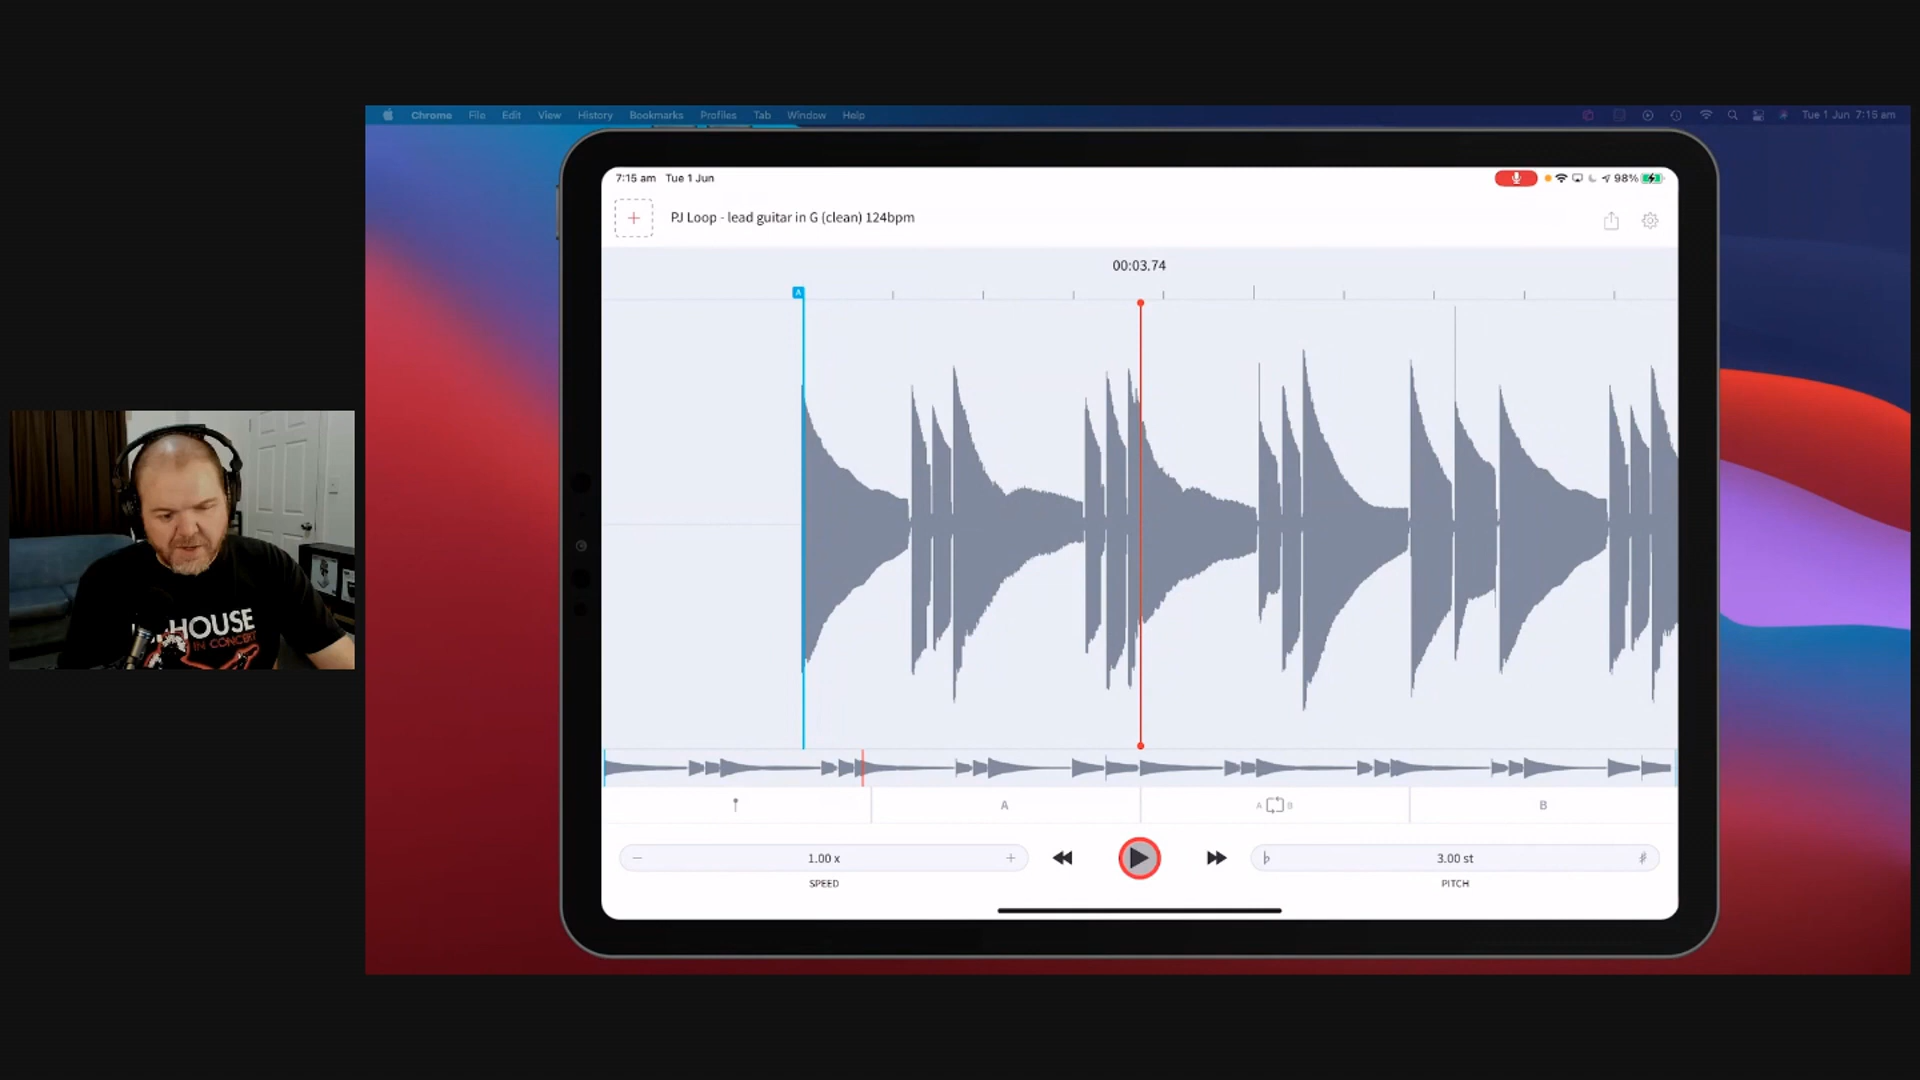 Chrome File Edit View History Bookmarks Profiles Tab Window Help Tue 1 Jun 7:15 am
7:15 am Tue 1 Jun 98%
PJ Loop - lead guitar in G (clean) 124bpm
00:03.74
A
A A B B
1.00 x 3.00 st
SPEED PITCH
HOUSE
IN CONCERT